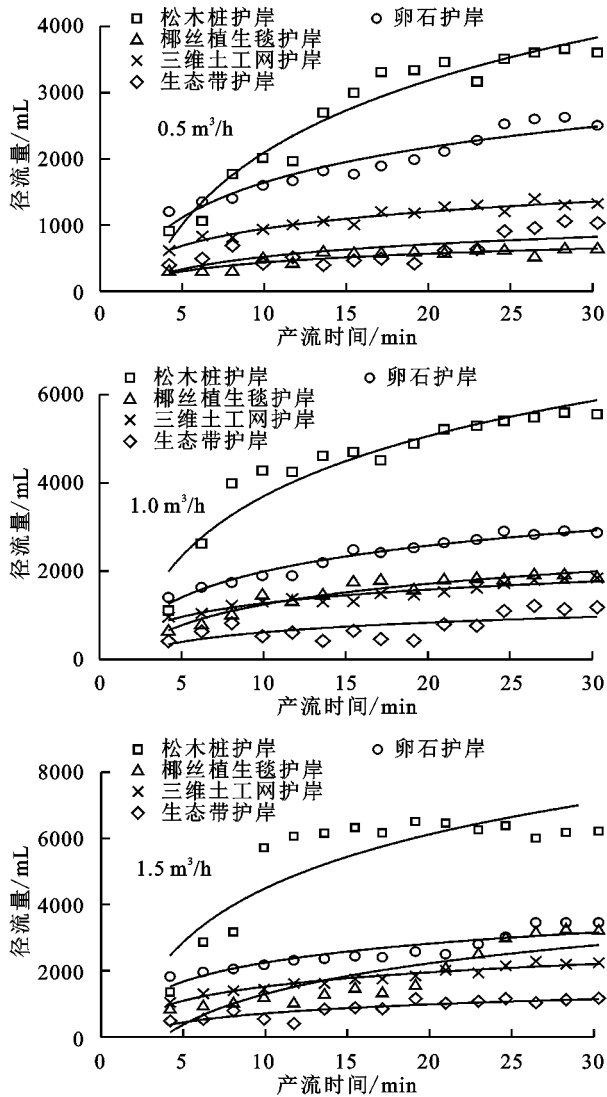 松木桩护岸 卵石护岸
椰丝植生毯护岸
三维土工网护岸
生态带护岸
0.5 m³/h
径流量/mL
4000
3000
2000
1000
0
0 5 10 15 20 25 30
产流时间/min
松木桩护岸 卵石护岸
椰丝植生毯护岸
三维土工网护岸
生态带护岸
1.0 m³/h
径流量/mL
6000
4000
2000
0
0 5 10 15 20 25 30
产流时间/min
松木桩护岸 卵石护岸
椰丝植生毯护岸
三维土工网护岸
生态带护岸
1.5 m³/h
径流量/mL
8000
6000
4000
2000
0
0 5 10 15 20 25 30
产流时间/min